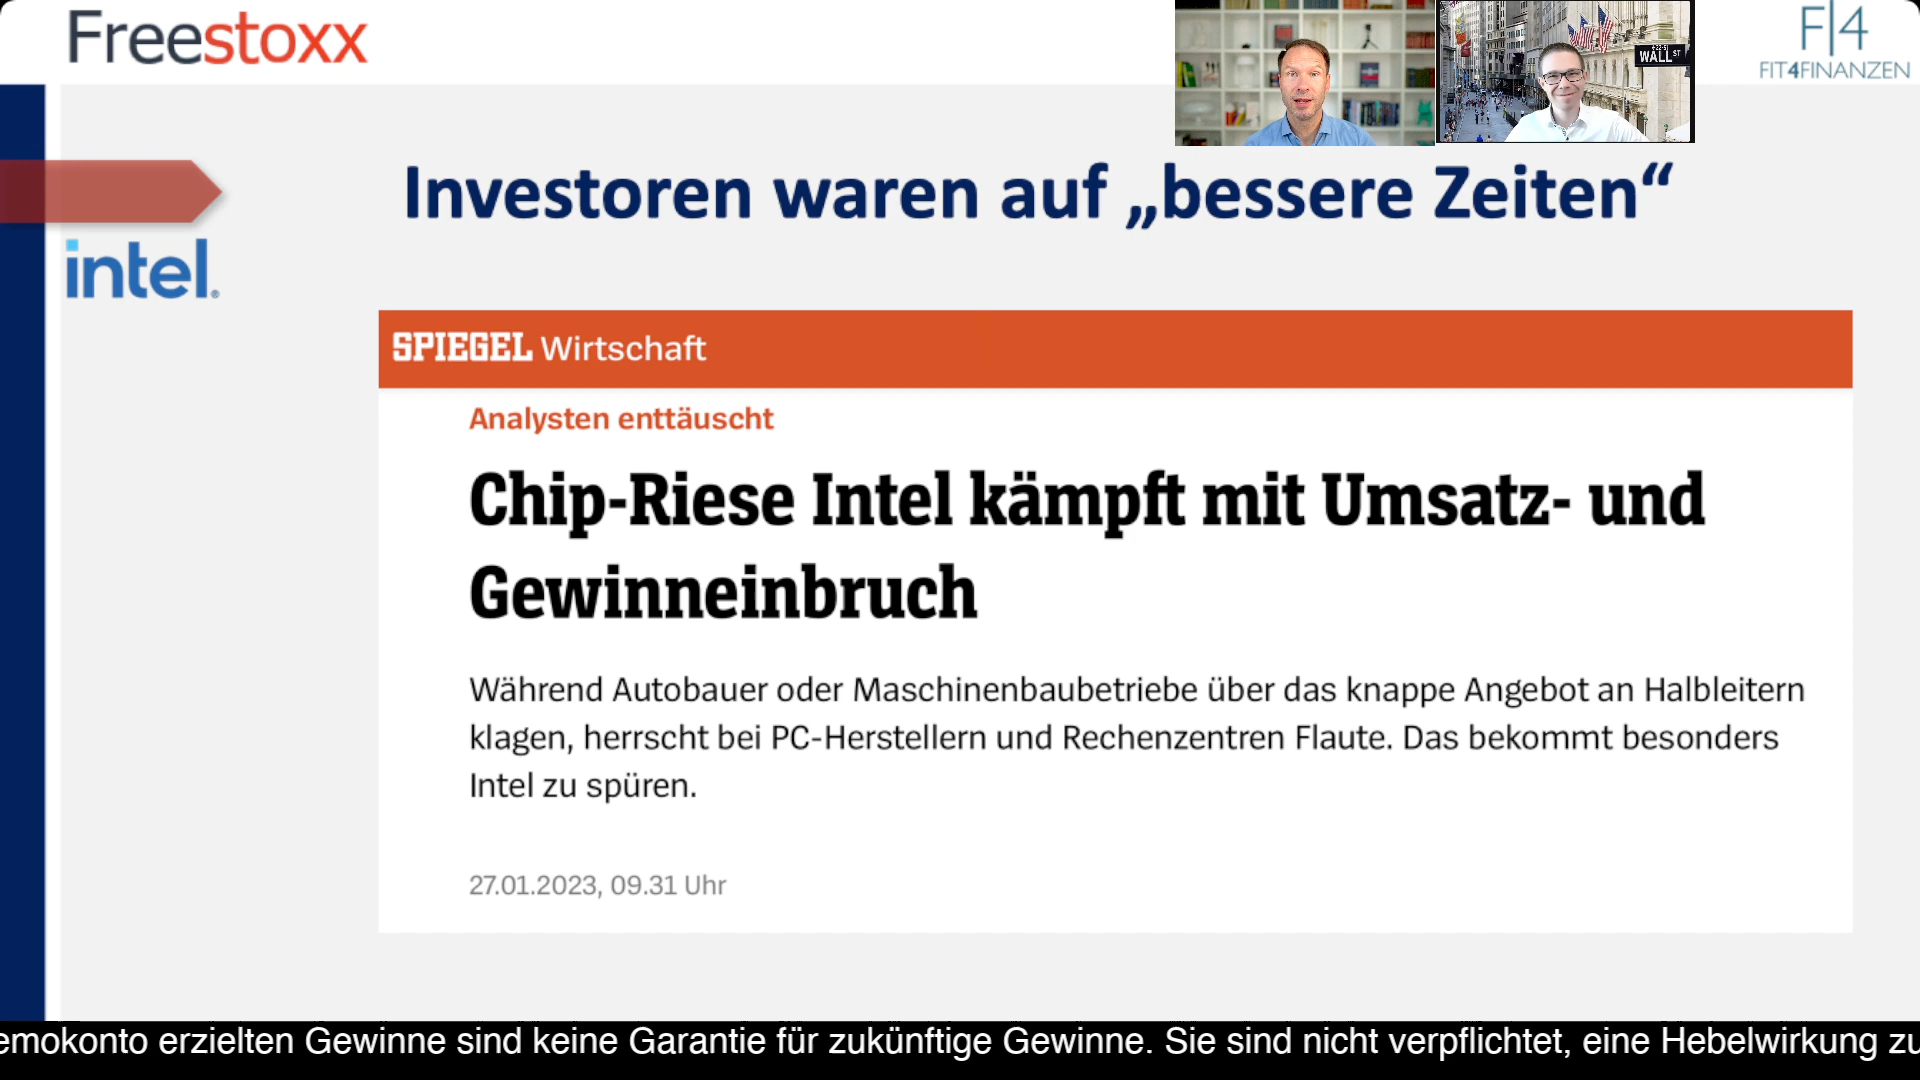 Freestoxx
WALL ST
F|4
FIT4FINANZEN
Investoren waren auf „bessere Zeiten“
intel®
SPIEGEL Wirtschaft
Analysten enttäuscht
Chip-Riese Intel kämpft mit Umsatz- und
Gewinneinbruch
Während Autobauer oder Maschinenbaubetriebe über das knappe Angebot an Halbleitern
klagen, herrscht bei PC-Herstellern und Rechenzentren Flaute. Das bekommt besonders
Intel zu spüren.
27.01.2023, 09.31 Uhr
emokonto erzielten Gewinne sind keine Garantie für zukünftige Gewinne. Sie sind nicht verpflichtet, eine Hebelwirkung zu